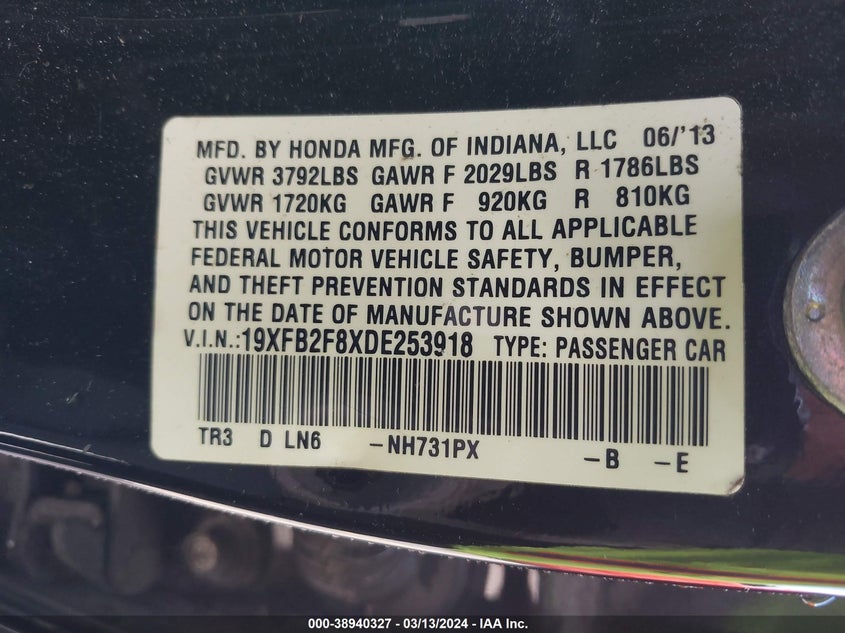 MFD. BY HONDA MFG. OF INDIANA, LLC 06/'13
GVWR 3792LBS GAWR F 2029LBS R 1786LBS
GVWR 1720KG GAWR F 920KG R 810KG
THIS VEHICLE CONFORMS TO ALL APPLICABLE
FEDERAL MOTOR VEHICLE SAFETY, BUMPER,
AND THEFT PREVENTION STANDARDS IN EFFECT
ON THE DATE OF MANUFACTURE SHOWN ABOVE.
V.I.N.:19XFB2F8XDE253918 TYPE: PASSENGER CAR
TR3 D LN6 -NH731PX -B -E
000-38940327 - 03/13/2024 - IAA Inc.